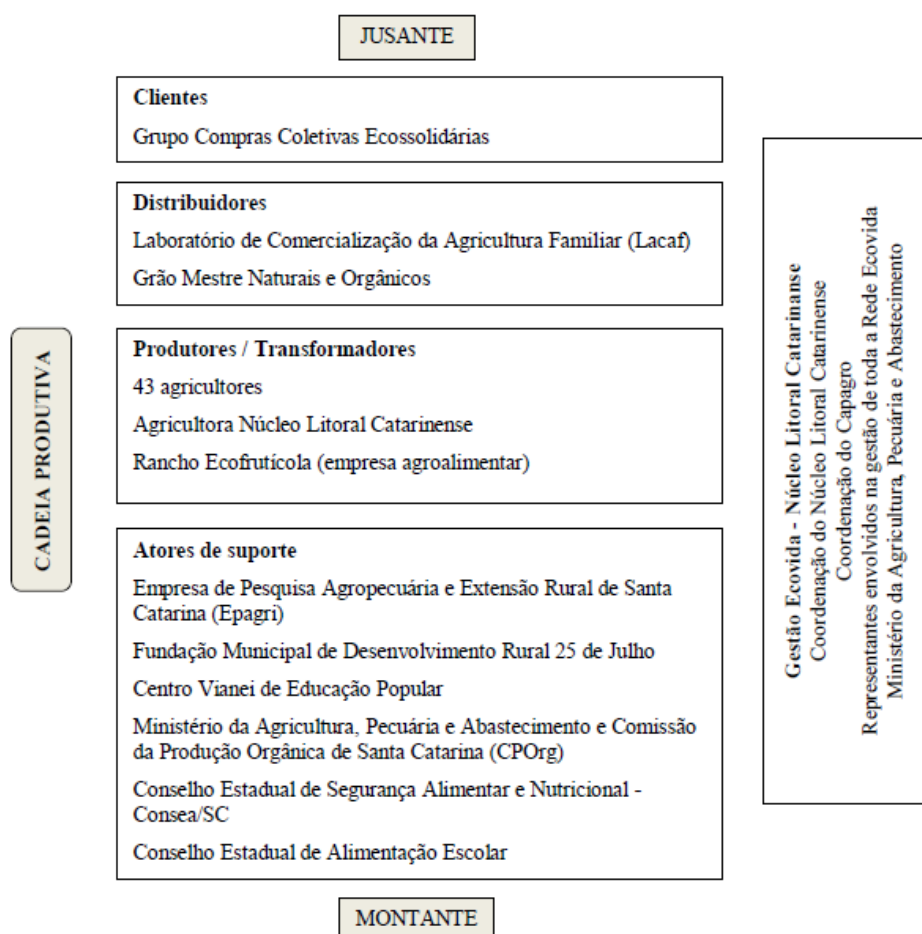 JUSANTE
Clientes
Grupo Compras Coletivas Ecossolidárias
Distribuidores
Laboratório de Comercialização da Agricultura Familiar (Lacaf)
Grão Mestre Naturais e Orgânicos
CADEIA PRODUTIVA
Produtores / Transformadores
43 agricultores
Agricultora Núcleo Litoral Catarinense
Rancho Ecofrutícola (empresa agroalimentar)
Atores de suporte
Empresa de Pesquisa Agropecuária e Extensão Rural de Santa
Catarina (Epagri)
Fundação Municipal de Desenvolvimento Rural 25 de Julho
Centro Vianei de Educação Popular
Ministério da Agricultura, Pecuária e Abastecimento e Comissão
da Produção Orgânica de Santa Catarina (CPOrg)
Conselho Estadual de Segurança Alimentar e Nutricional -
Consea/SC
Conselho Estadual de Alimentação Escolar
MONTANTE
Gestão Ecovida - Núcleo Litoral Catarinanse
Coordenação do Núcleo Litoral Catarinense
Coordenação do Capagro
Representantes envolvidos na gestão de toda a Rede Ecovida
Ministério da Agricultura, Pecuária e Abastecimento